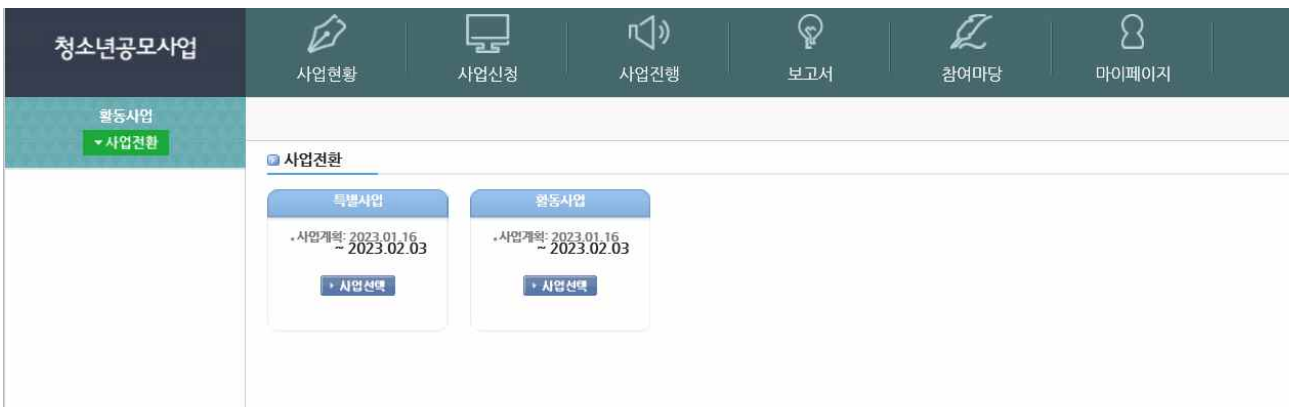 청소년공모사업
사업현황 사업신청 사업진행 보고서 참여마당 마이페이지
활동사업
사업전환
사업전환
특별사업 활동사업
사업계획: 2023.01.16 사업계획: 2023.01.16
~ 2023.02.03 ~ 2023.02.03
사업선택 사업선택